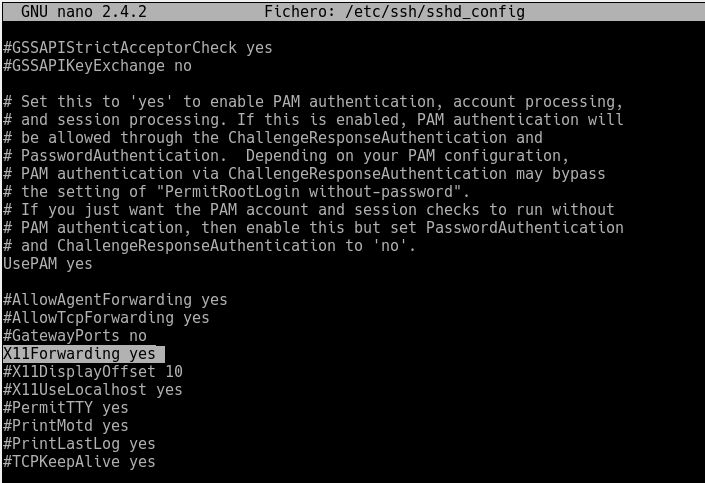 GNU nano 2.4.2 Fichero: /etc/ssh/sshd_config
#GSSAPIStrictAcceptorCheck yes
#GSSAPIKeyExchange no
# Set this to 'yes' to enable PAM authentication, account processing,
# and session processing. If this is enabled, PAM authentication will
# be allowed through the ChallengeResponseAuthentication and
# PasswordAuthentication.  Depending on your PAM configuration,
# PAM authentication via ChallengeResponseAuthentication may bypass
# the setting of "PermitRootLogin without-password".
# If you just want the PAM account and session checks to run without
# PAM authentication, then enable this but set PasswordAuthentication
# and ChallengeResponseAuthentication to 'no'.
UsePAM yes
#AllowAgentForwarding yes
#AllowTcpForwarding yes
#GatewayPorts no
X11Forwarding yes
#X11DisplayOffset 10
#X11UseLocalhost yes
#PermitTTY yes
#PrintMotd yes
#PrintLastLog yes
#TCPKeepAlive yes